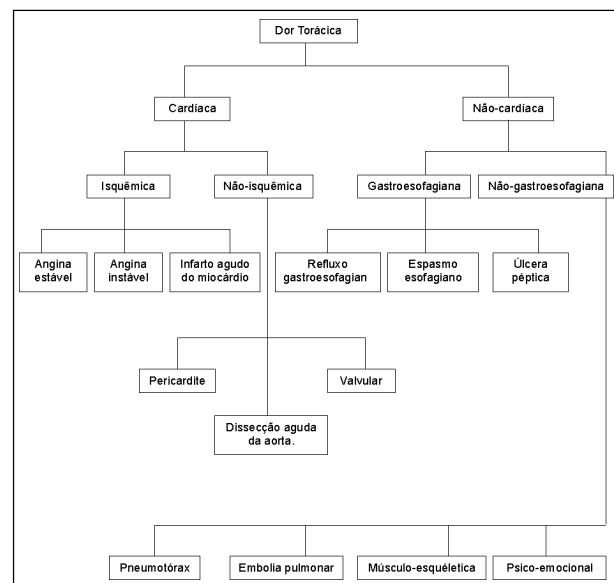 Dor Torácica
Cardíaca
Não-cardíaca
Isquêmica
Não-isquêmica
Gastroesofagiana
Não-gastroesofagiana
Angina
estável
Angina
instável
Infarto agudo
do miocárdio
Refluxo
gastroesofagian
Espasmo
esofagiano
Úlcera
péptica
Pericardite
Valvular
Dissecção aguda
da aorta.
Pneumotórax
Embolia pulmonar
Músculo-esquéletica
Psico-emocional